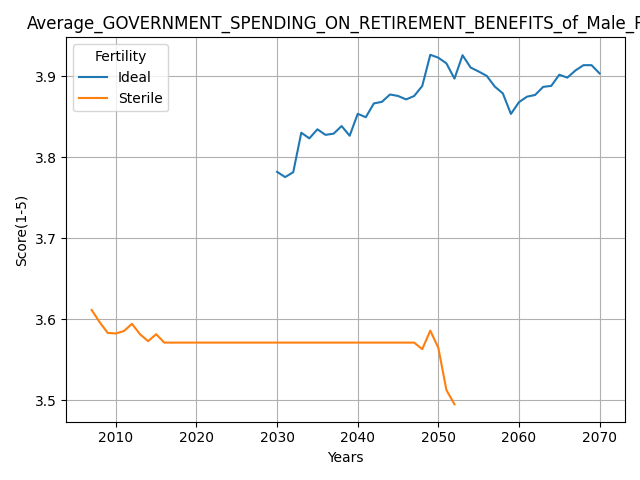 Average_GOVERNMENT_SPENDING_ON_RETIREMENT_BENEFITS_of_Male_
Fertility
Ideal
Sterile
3.9
3.8
3.7
3.6
3.5
Score(1-5)
2010 2020 2030 2040 2050 2060 2070
Years